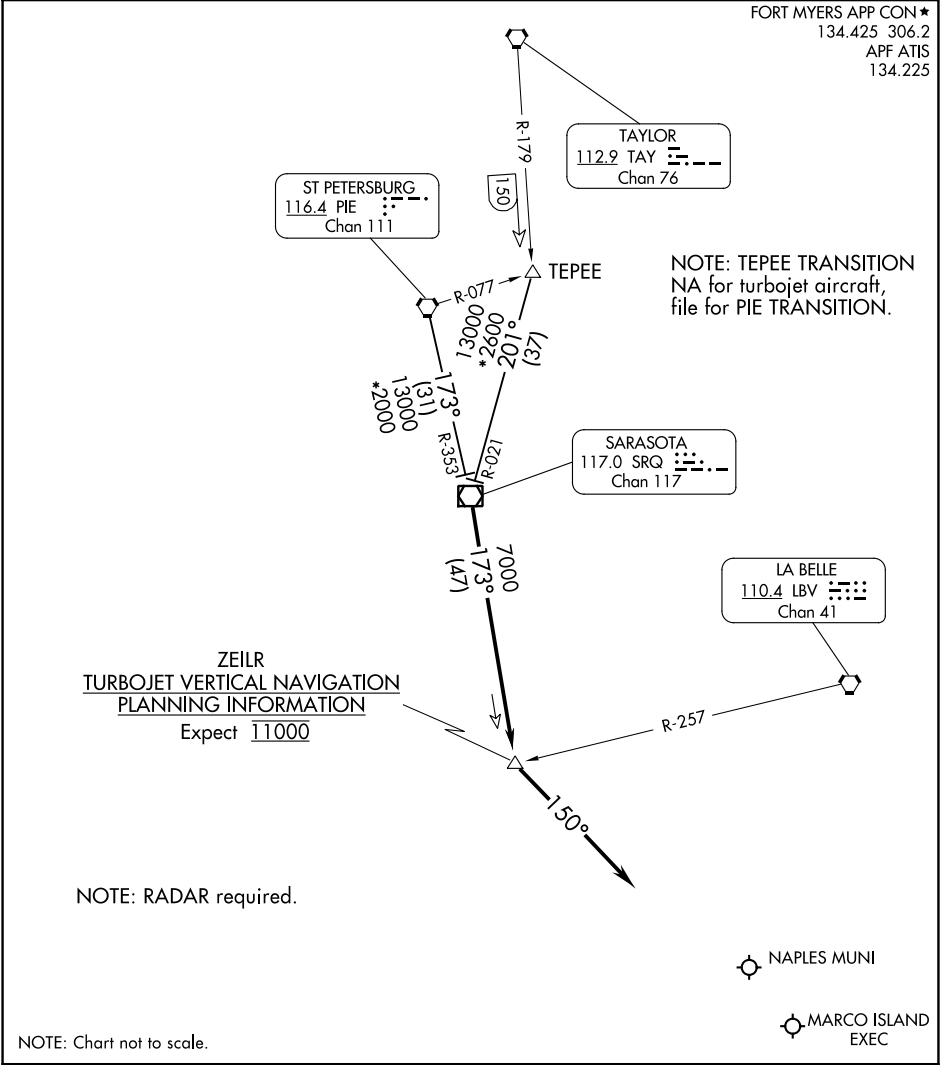 FORT MYERS APP CON ★
134.425 306.2
APF ATIS
134.225
TAYLOR
112.9 TAY
Chan 76
R-179
150
ST PETERSBURG
116.4 PIE
Chan 111
TEPEE
NOTE: TEPEE TRANSITION
NA for turbojet aircraft,
file for PIE TRANSITION.
R-077
13000
*2600
201°
(37)
173°
(31)
13000
*2000
R-353
R-021
SARASOTA
117.0 SRQ
Chan 117
7000
173°
(47)
LA BELLE
110.4 LBV
Chan 41
ZEILR
TURBOJET VERTICAL NAVIGATION
PLANNING INFORMATION
Expect 11000
R-257
150°
NOTE: RADAR required.
NAPLES MUNI
MARCO ISLAND
EXEC
NOTE: Chart not to scale.